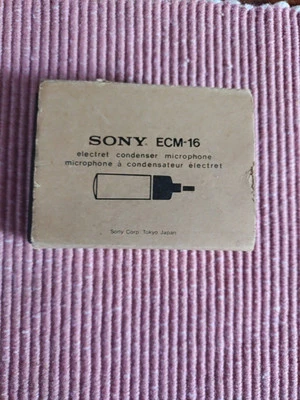 SONY ECM-16
electret condenser microphone
microphone à condensateur électret
Sony Corp. Tokyo Japan